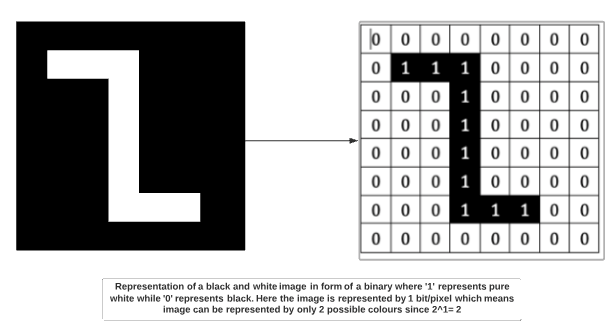 0 0 0 0 0 0 0 0
0 1 1 1 0 0 0 0
0 0 0 1 0 0 0 0
0 0 0 1 0 0 0 0
0 0 0 1 0 0 0 0
0 0 0 1 0 0 0 0
0 0 0 1 1 1 0 0
0 0 0 0 0 0 0 0
Representation of a black and white image in form of a binary where '1' represents pure
white while '0' represents black. Here the image is represented by 1 bit/pixel which means
image can be represented by only 2 possible colours since 2^1= 2